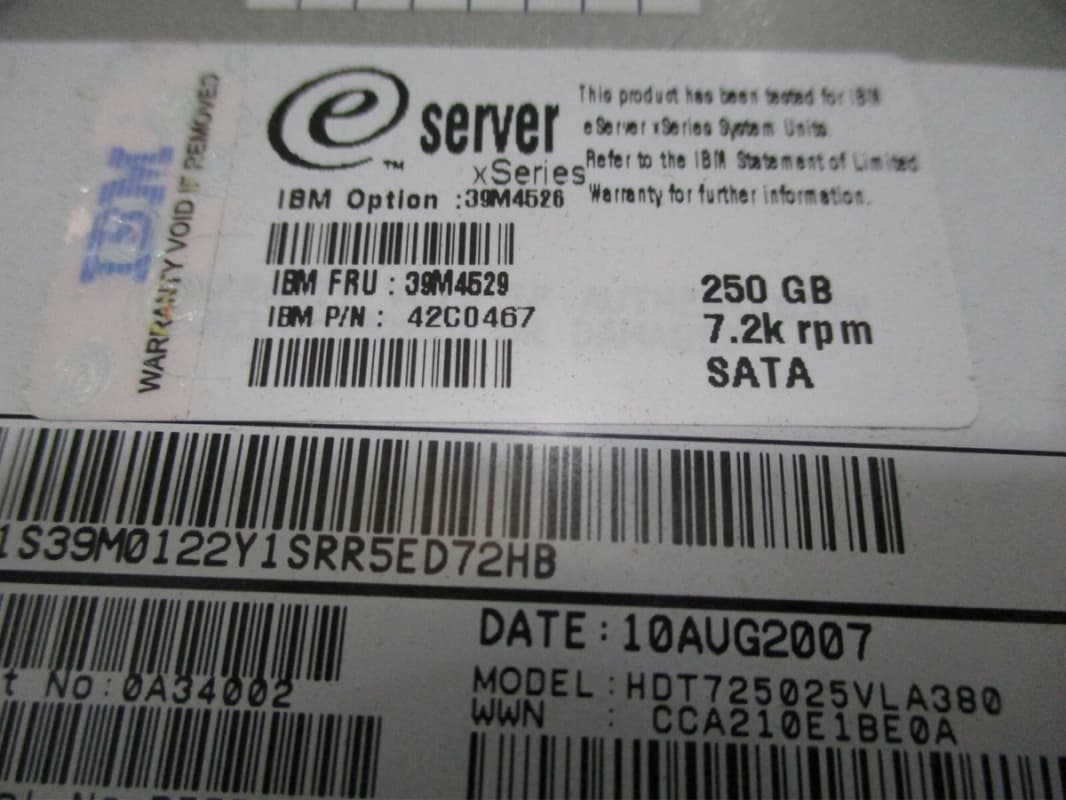 IBM
WARRANTY VOID IF REMOVED
e server
TM
xSeries
This product has been tested for IBM
eServer xSeries System Units.
Refer to the IBM Statement of Limited
Warranty for further information.
IBM Option :39M4526
IBM FRU : 39M4529
IBM P/N : 42C0467
250 GB
7.2k rpm
SATA
1S39M0122Y1SRR5ED72HB
DATE:10AUG2007
t No:0A34002
MODEL:HDT725025VLA380
WWN : CCA210E1BE0A